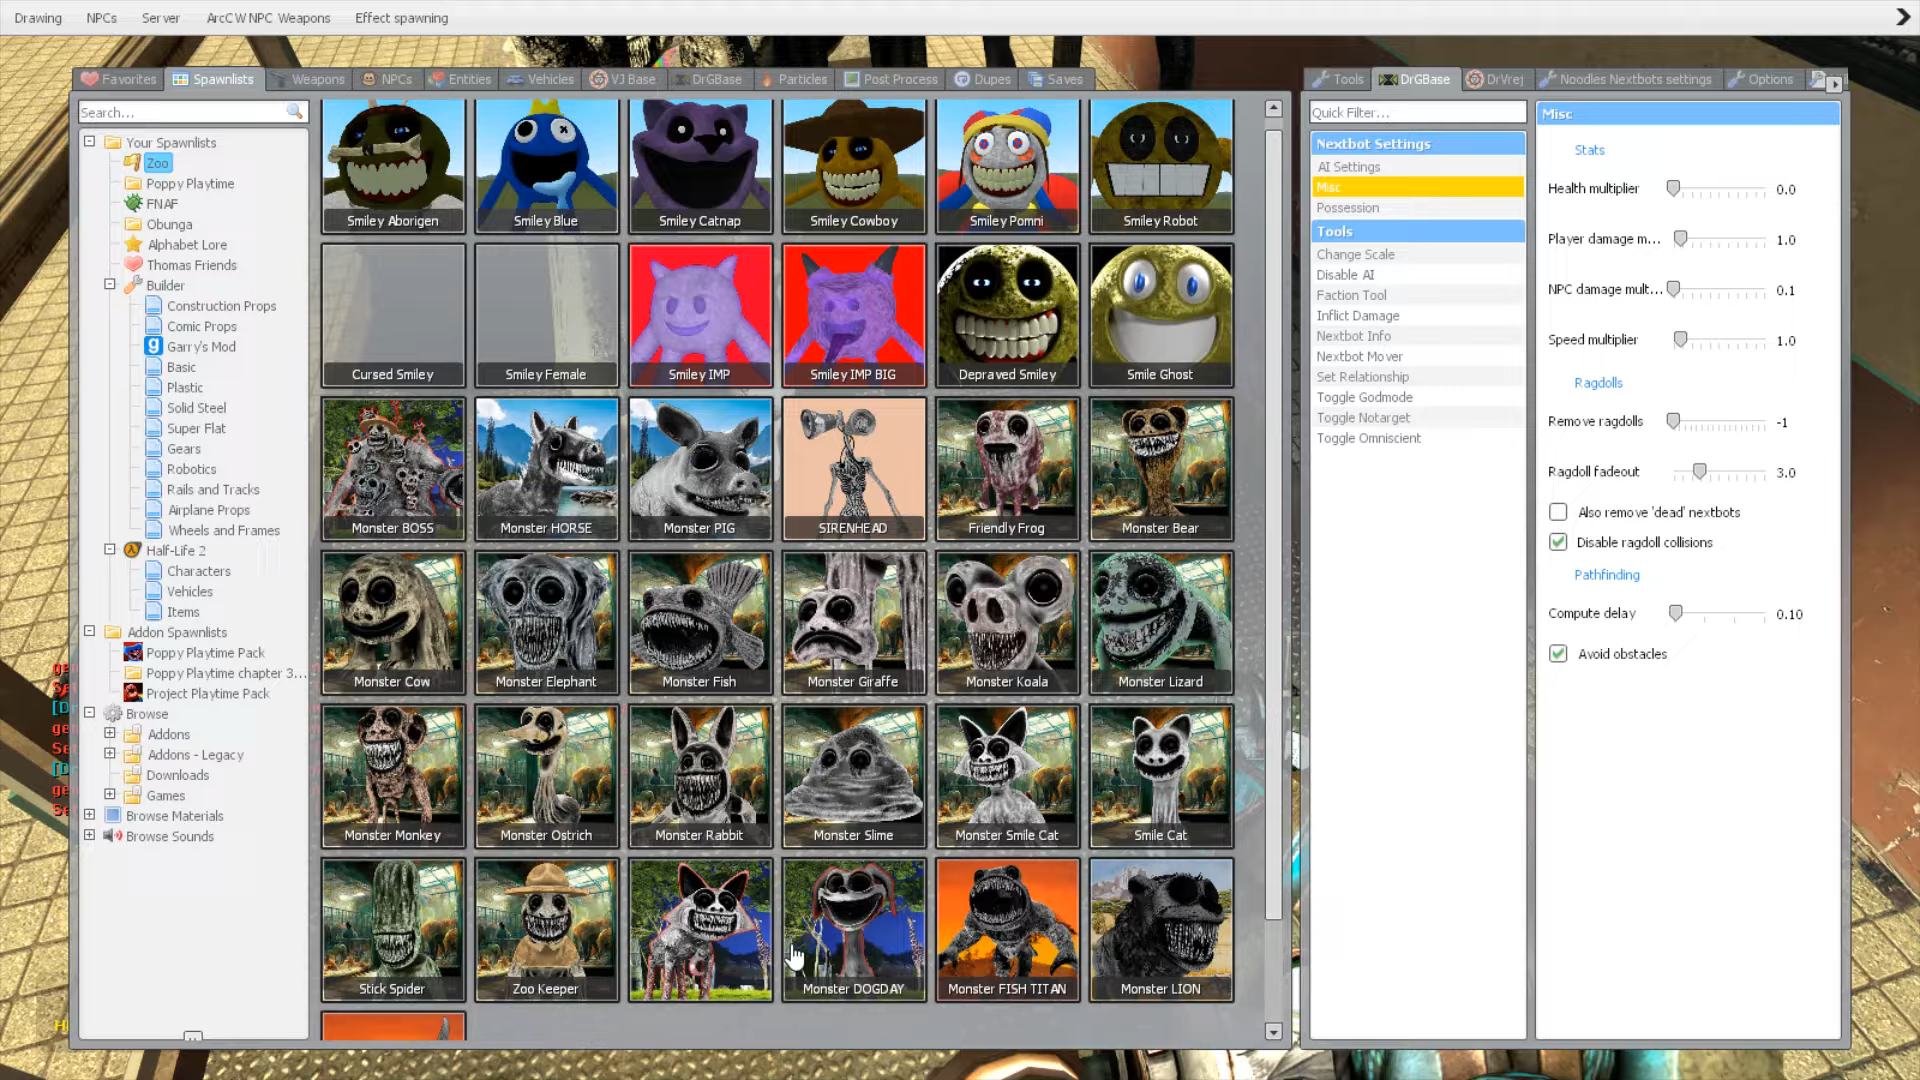 Drawing NPCs Server ArcCW NPC Weapons Effect spawning
Favorites Spawnlists Weapons NPCs Entities Vehicles VJ Base DrGBase Particles Post Process Dupes Saves
Search...
Your Spawnlists
Zoo
Poppy Playtime
FNAF
Obunga
Alphabet Lore
Thomas Friends
Builder
Construction Props
Comic Props
Garry's Mod
Basic
Plastic
Solid Steel
Super Flat
Gears
Robotics
Rails and Tracks
Airplane Props
Wheels and Frames
Half-Life 2
Characters
Vehicles
Items
Addon Spawnlists
Poppy Playtime Pack
Poppy Playtime chapter 3...
Project Playtime Pack
Browse
Addons
Addons - Legacy
Downloads
Games
Browse Materials
Browse Sounds
Smiley Aborigen Smiley Blue Smiley Catnap Smiley Cowboy Smiley Pomni Smiley Robot
Cursed Smiley Smiley Female Smiley IMP Smiley IMP BIG Depraved Smiley Smile Ghost
Monster BOSS Monster HORSE Monster PIG SIRENHEAD Friendly Frog Monster Bear
Monster Cow Monster Elephant Monster Fish Monster Giraffe Monster Koala Monster Lizard
Monster Monkey Monster Ostrich Monster Rabbit Monster Slime Monster Smile Cat Smile Cat
Stick Spider Zoo Keeper Monster DOGDAY Monster FISH TITAN Monster LION
Tools DrGBase DrVrej Noodles Nextbots settings Options
Quick Filter...
Nextbot Settings
AI Settings
Misc
Possession
Tools
Change Scale
Disable AI
Faction Tool
Inflict Damage
Nextbot Info
Nextbot Mover
Set Relationship
Toggle Godmode
Toggle Notarget
Toggle Omniscient
Misc
Stats
Health multiplier 0.0
Player damage m... 1.0
NPC damage mult... 0.1
Speed multiplier 1.0
Ragdolls
Remove ragdolls -1
Ragdoll fadeout 3.0
Also remove 'dead' nextbots
Disable ragdoll collisions
Pathfinding
Compute delay 0.10
Avoid obstacles